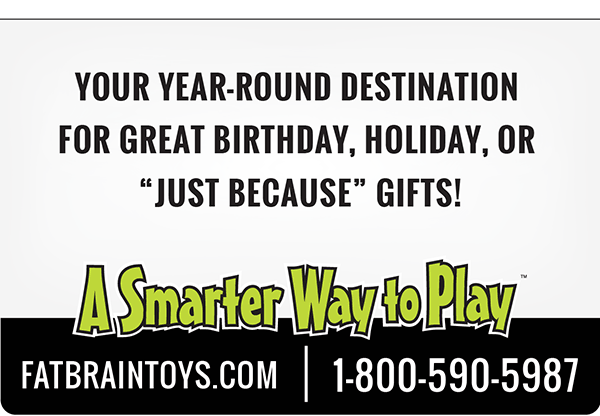 YOUR YEAR-ROUND DESTINATION
FOR GREAT BIRTHDAY, HOLIDAY, OR
“JUST BECAUSE” GIFTS!
A Smarter Way to Play™
FATBRAINTOYS.COM | 1-800-590-5987